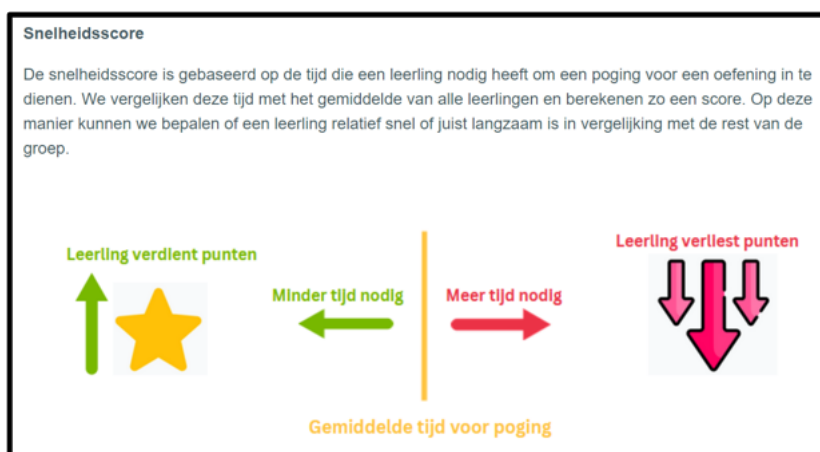 Snelheidsscore
De snelheidsscore is gebaseerd op de tijd die een leerling nodig heeft om een poging voor een oefening in te
dienen. We vergelijken deze tijd met het gemiddelde van alle leerlingen en berekenen zo een score. Op deze
manier kunnen we bepalen of een leerling relatief snel of juist langzaam is in vergelijking met de rest van de
groep.
Leerling verdient punten
Minder tijd nodig
Meer tijd nodig
Leerling verliest punten
Gemiddelde tijd voor poging